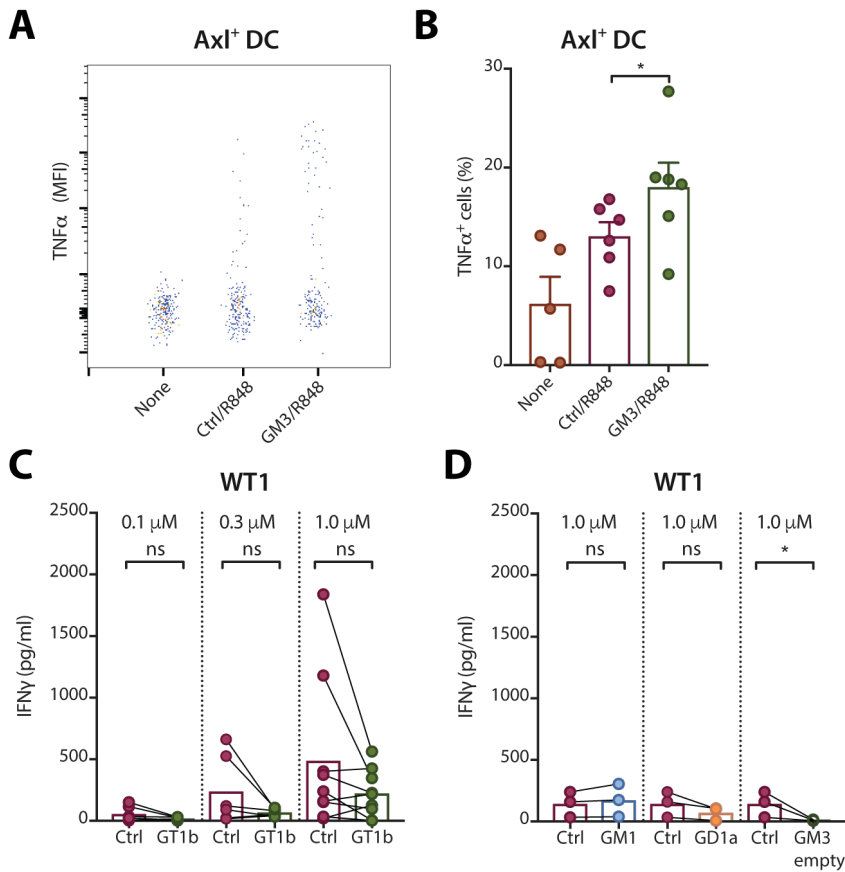 A
Axl⁺ DC
TNFα (MFI)
None
Ctrl/R848
GM3/R848
B
Axl⁺ DC
*
TNFα⁺ cells (%)
30
20
10
0
None
Ctrl/R848
GM3/R848
C
WT1
IFNγ (pg/ml)
2500
2000
1500
1000
500
0
0.1 µM
0.3 µM
1.0 µM
ns
ns
ns
Ctrl
GT1b
Ctrl
GT1b
Ctrl
GT1b
D
WT1
IFNγ (pg/ml)
2500
2000
1500
1000
500
0
1.0 µM
1.0 µM
1.0 µM
ns
ns
*
Ctrl
GM1
Ctrl
GD1a
Ctrl
GM3
empty